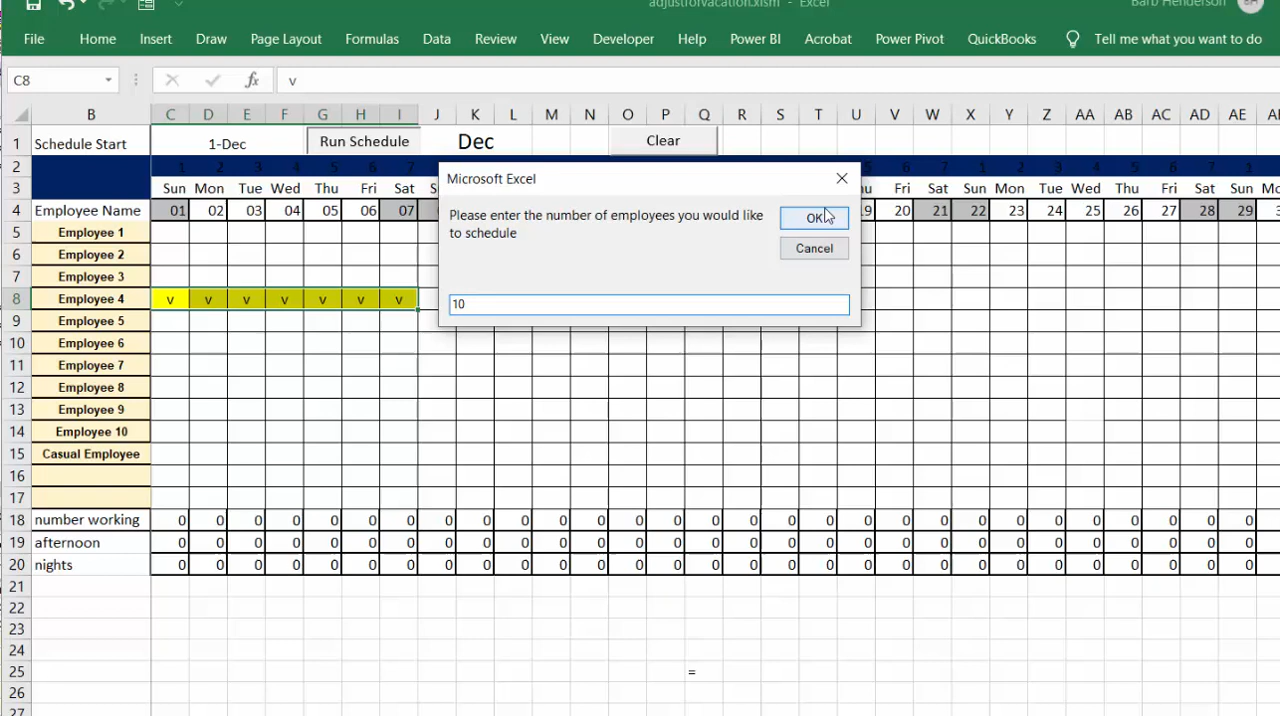 adjustforvacation.xlsm - Excel
Barb Henderson
BH
File Home Insert Draw Page Layout Formulas Data Review View Developer Help Power BI Acrobat Power Pivot QuickBooks Tell me what you want to do
C8 fx v
B C D E F G H I J K L M N O P Q R S T U V W X Y Z AA AB AC AD AE
1 Schedule Start 1-Dec Run Schedule Dec Clear
2 1 2 3 4 5 6 7
3 Sun Mon Tue Wed Thu Fri Sat Fri Sat Sun Mon Tue Wed Thu Fri Sat Sun
4 Employee Name 01 02 03 04 05 06 07 20 21 22 23 24 25 26 27 28 29
5 Employee 1
6 Employee 2
7 Employee 3
8 Employee 4 v v v v v v v
9 Employee 5
10 Employee 6
11 Employee 7
12 Employee 8
13 Employee 9
14 Employee 10
15 Casual Employee
16
17
18 number working 0 0 0 0 0 0 0 0 0 0 0 0 0 0 0 0 0 0 0 0 0 0 0 0 0 0 0 0 0
19 afternoon 0 0 0 0 0 0 0 0 0 0 0 0 0 0 0 0 0 0 0 0 0 0 0 0 0 0 0 0 0
20 nights 0 0 0 0 0 0 0 0 0 0 0 0 0 0 0 0 0 0 0 0 0 0 0 0 0 0 0 0 0
21
22
23
24
25 =
26
27
Microsoft Excel
Please enter the number of employees you would like
to schedule
OK
Cancel
10